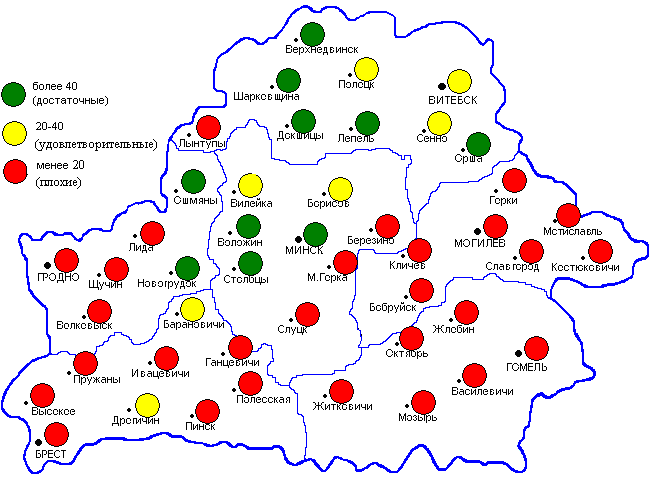 Верхнедвинск
более 40
(достаточные)
Полоцк
Шарковщина
ВИТЕБСК
20-40
(удовлетворительные)
Докшицы
Лепель
Сенно
Лынтупы
Орша
менее 20
(плохие)
Ошмяны
Вилейка
Борисов
Горки
Лида
Воложин
МИНСК
Березино
МОГИЛЕВ
Мстиславль
ГРОДНО
Щучин
Новогрудок
Столбцы
М.Горка
Кличев
Славгород
Костюковичи
Волковыск
Барановичи
Слуцк
Бобруйск
Жлобин
Октябрь
Пружаны
Ивацевичи
Ганцевичи
ГОМЕЛЬ
Высокое
Дрогичин
Пинск
Полесская
Житковичи
Мозырь
Василевичи
БРЕСТ